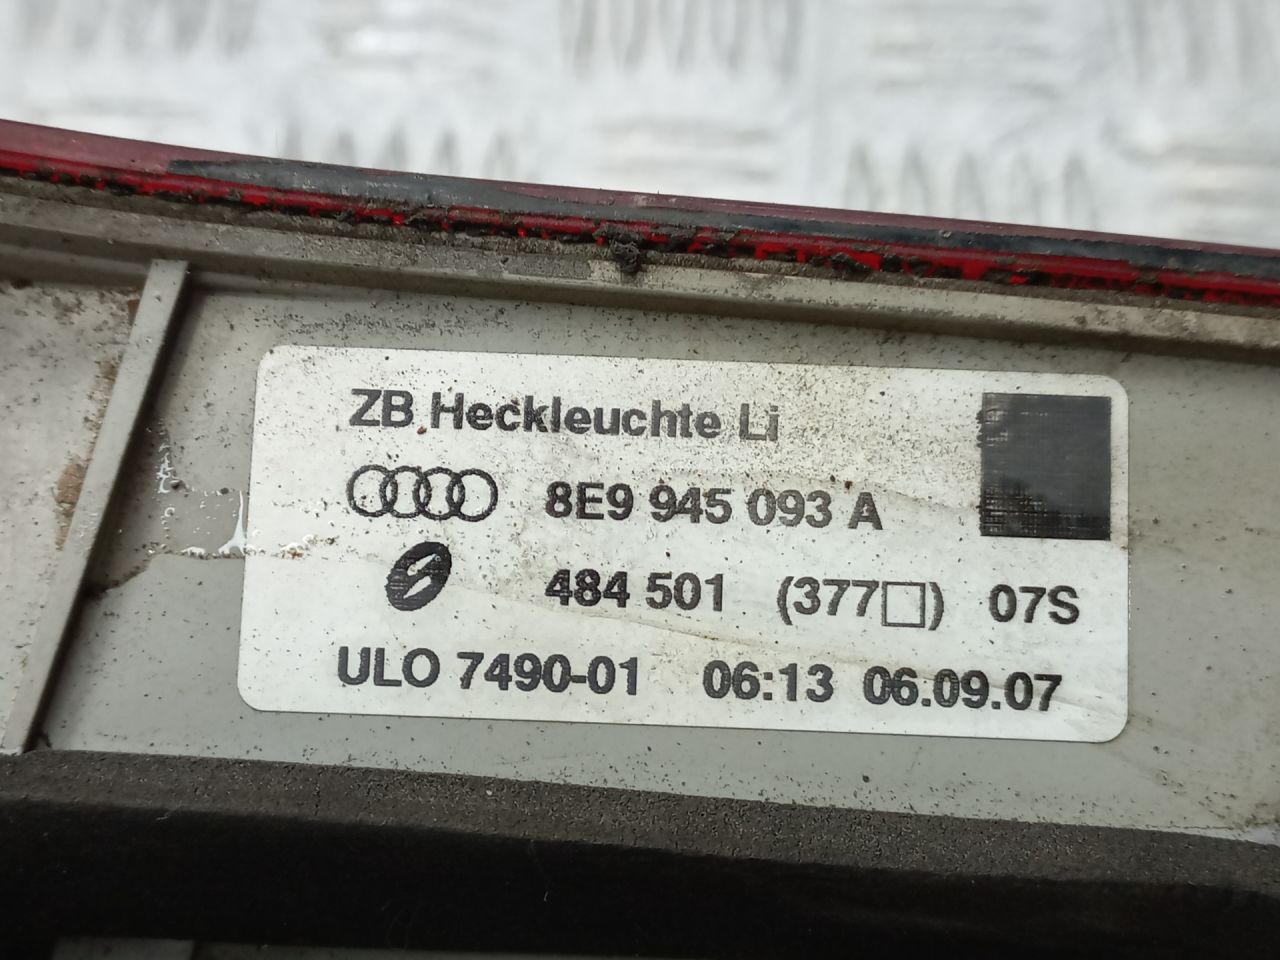 ZB Heckleuchte Li
8E9 945 093 A
484 501 (377□) 07S
ULO 7490-01 06:13 06.09.07